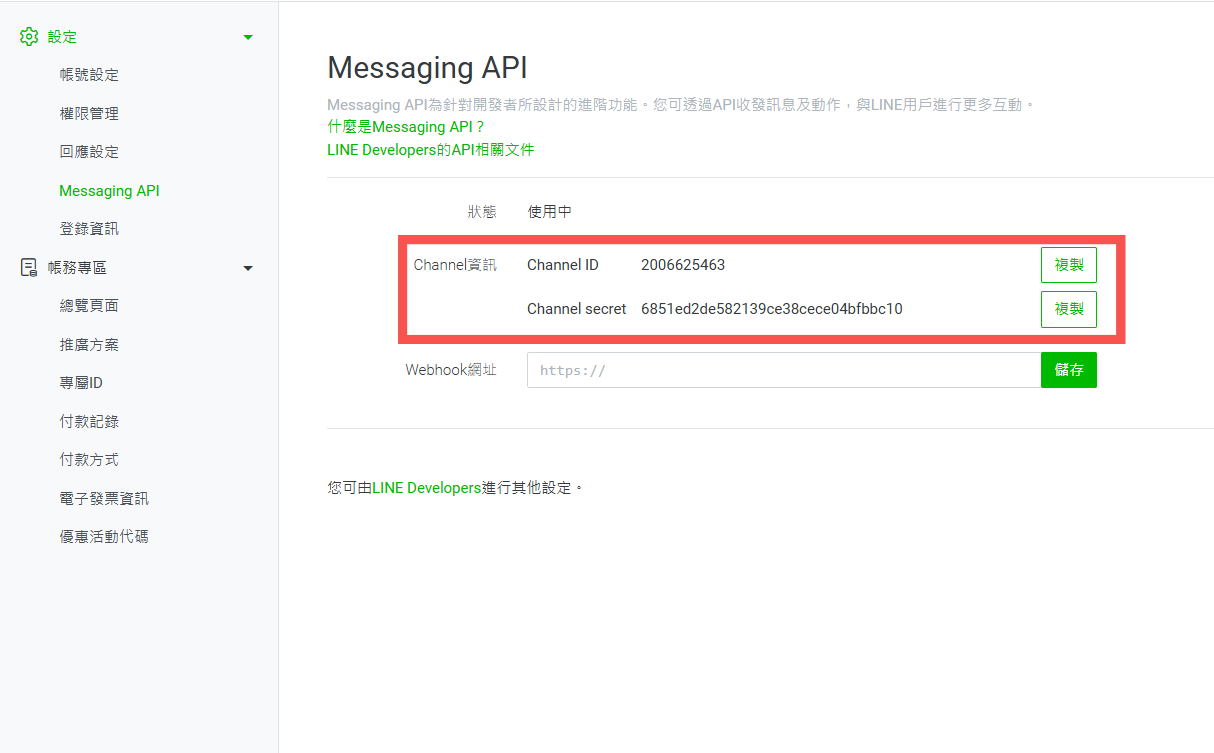 設定
帳號設定
權限管理
回應設定
Messaging API
登錄資訊
帳務專區
總覽頁面
推廣方案
專屬ID
付款記錄
付款方式
電子發票資訊
優惠活動代碼
Messaging API
Messaging API為針對開發者所設計的進階功能。您可透過API收發訊息及動作，與LINE用戶進行更多互動。
什麼是Messaging API？
LINE Developers的API相關文件
狀態 使用中
Channel資訊 Channel ID 2006625463 複製
Channel secret 6851ed2de582139ce38cece04bfbbc10 複製
Webhook網址 https:// 儲存
您可由LINE Developers進行其他設定。